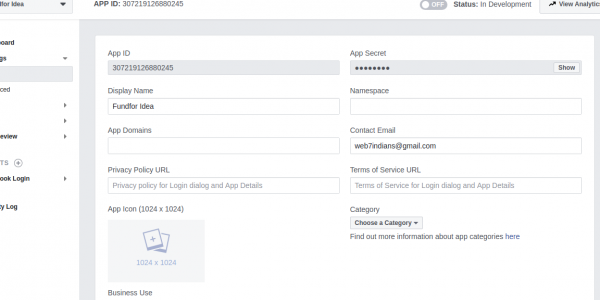 dfor Idea
APP ID: 307219126880245
OFF
Status: In Development
View Analytics
board
gs
ced
eview
TS
ook Login
ty Log
App ID
App Secret
307219126880245
●●●●●●●●
Show
Display Name
Namespace
Fundfor Idea
App Domains
Contact Email
web7indians@gmail.com
Privacy Policy URL
Terms of Service URL
Privacy policy for Login dialog and App Details
Terms of Service for Login dialog and App Details
App Icon (1024 x 1024)
Category
Choose a Category
1024 x 1024
Find out more information about app categories here
Business Use